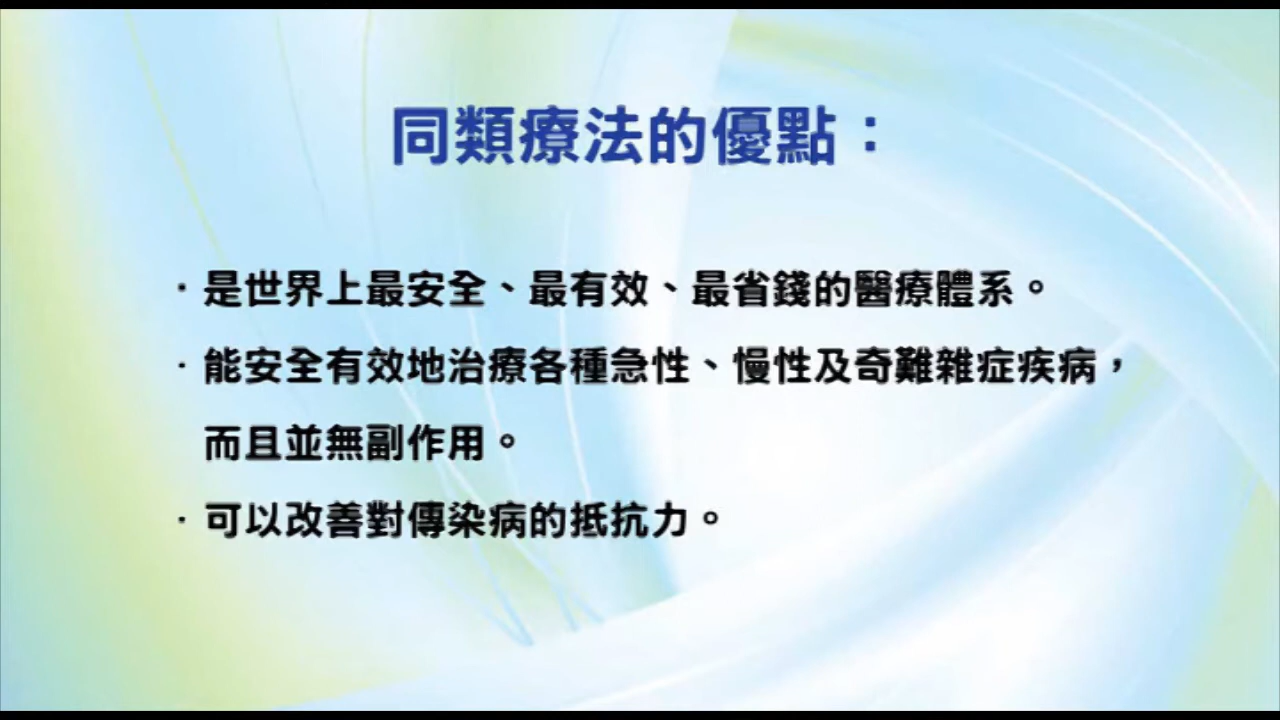 同類療法的優點：
·是世界上最安全、最有效、最省錢的醫療體系。
·能安全有效地治療各種急性、慢性及奇難雜症疾病，
而且並無副作用。
·可以改善對傳染病的抵抗力。